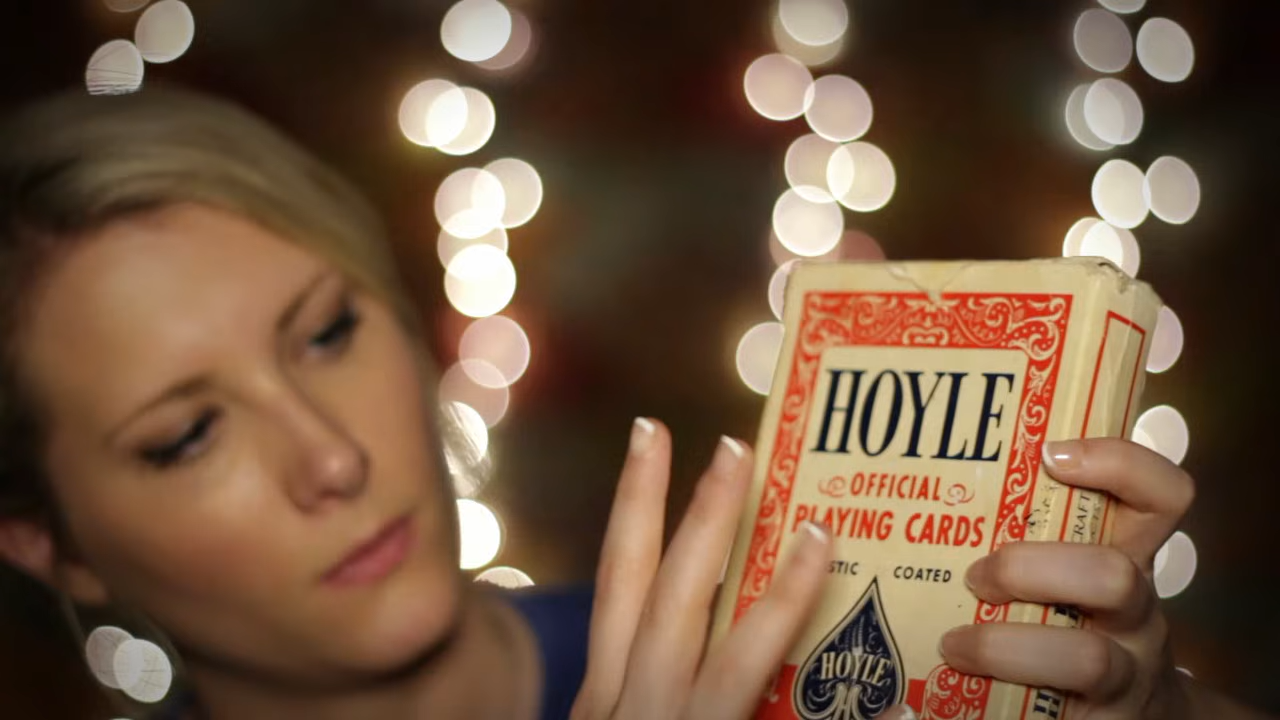 HOYLE
OFFICIAL
PLAYING CARDS
COATED
HOYLE